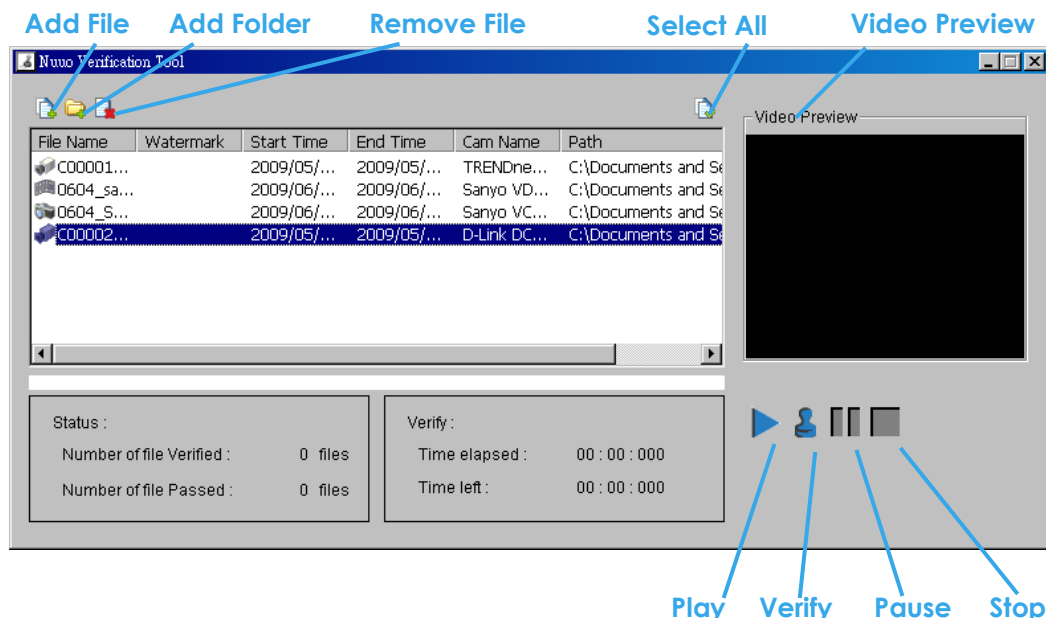 Add File Add Folder Remove File Select All Video Preview
Nuuo Verification Tool
Video Preview
File Name Watermark Start Time End Time Cam Name Path
C00001... 2009/05/... 2009/05/... TRENDne... C:\Documents and Se
0604_sa... 2009/06/... 2009/06/... Sanyo VD... C:\Documents and Se
0604_S... 2009/06/... 2009/06/... Sanyo VC... C:\Documents and Se
C00002... 2009/05/... 2009/05/... D-Link DC... C:\Documents and Se
Status :
Number of file Verified : 0 files
Number of file Passed : 0 files
Verify :
Time elapsed : 00 : 00 : 000
Time left : 00 : 00 : 000
Play Verify Pause Stop